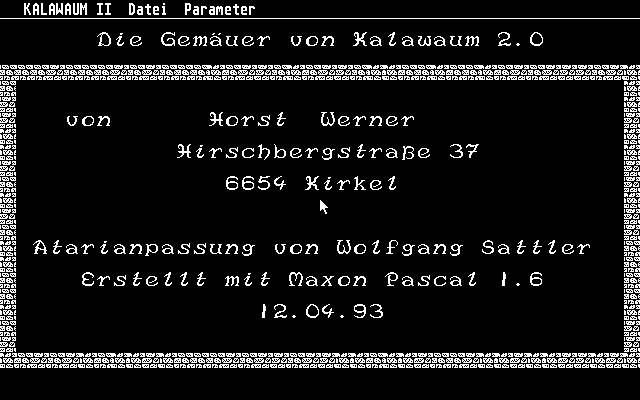 KALAWAUM II Datei Parameter
Die Gemäuer von Kalawaum 2.0
von Horst Werner
Hirschbergstraße 37
6654 Kirkel
Atarianpassung von Wolfgang Sattler
Erstellt mit Maxon Pascal 1.6
12.04.93